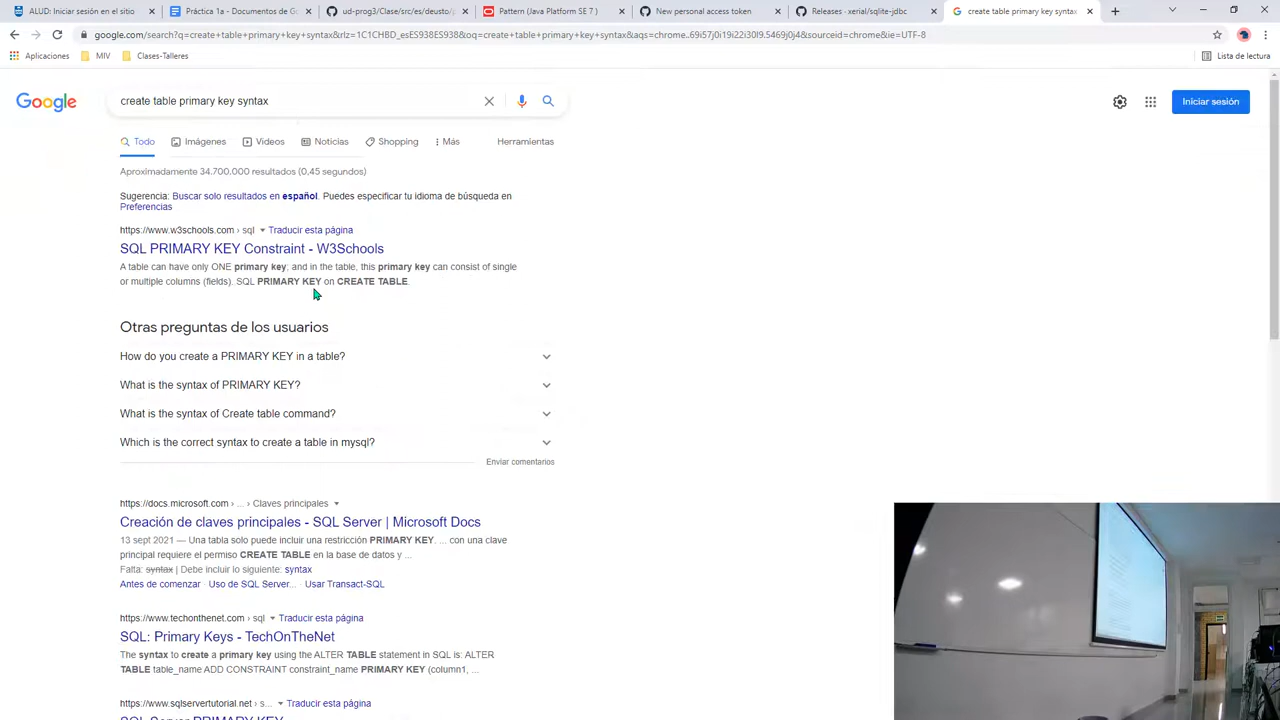 ALUD: Iniciar sesión en el sitio
Práctica 1a - Documentos de G
ud-prog3/Clase/src/es/deusto/p
Pattern (Java Platform SE 7 )
New personal access token
Releases · xerial/sqlite-jdbc
create table primary key syntax
google.com/search?q=create+table+primary+key+syntax&rlz=1C1CHBD_esES938ES938&oq=create+table+primary+key+syntax&aqs=chrome..69i57j0i19j0i22i30l9.5469j0j4&sourceid=chrome&ie=UTF-8
Aplicaciones
MIV
Clases-Talleres
Lista de lectura
Google
create table primary key syntax
Iniciar sesión
Todo
Imágenes
Vídeos
Noticias
Shopping
Más
Herramientas
Aproximadamente 34.700.000 resultados (0,45 segundos)
Sugerencia: Buscar solo resultados en español. Puedes especificar tu idioma de búsqueda en
Preferencias
https://www.w3schools.com › sql Traducir esta página
SQL PRIMARY KEY Constraint - W3Schools
A table can have only ONE primary key; and in the table, this primary key can consist of single
or multiple columns (fields). SQL PRIMARY KEY on CREATE TABLE.
Otras preguntas de los usuarios
How do you create a PRIMARY KEY in a table?
What is the syntax of PRIMARY KEY?
What is the syntax of Create table command?
Which is the correct syntax to create a table in mysql?
Enviar comentarios
https://docs.microsoft.com › ... › Claves principales
Creación de claves principales - SQL Server | Microsoft Docs
13 sept 2021 — Una tabla solo puede incluir una restricción PRIMARY KEY. ... con una clave
principal requiere el permiso CREATE TABLE en la base de datos y ...
Falta: syntax | Debe incluir lo siguiente: syntax
Antes de comenzar · Uso de SQL Server... · Usar Transact-SQL
https://www.techonthenet.com › sql Traducir esta página
SQL: Primary Keys - TechOnTheNet
The syntax to create a primary key using the ALTER TABLE statement in SQL is: ALTER
TABLE table_name ADD CONSTRAINT constraint_name PRIMARY KEY (column1, ...
https://www.sqlservertutorial.net › s... Traducir esta página
SQL Server PRIMARY KEY